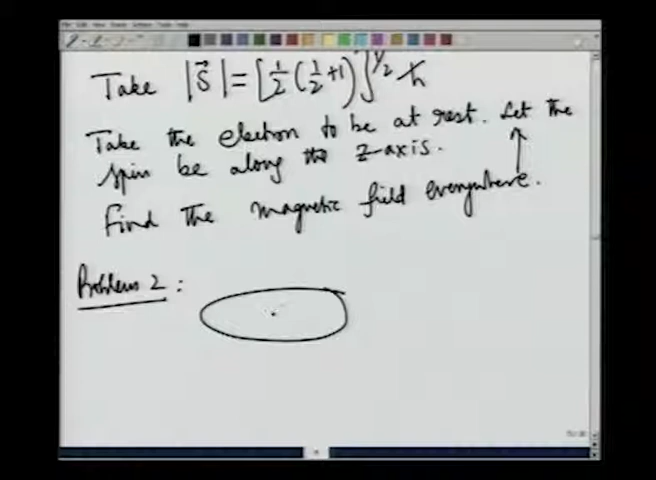 Take |S⃗| = [½(½+1)]^½ ħ
Take the electron to be at rest. Let the
spin be along the z-axis.
Find the magnetic field everywhere.
Problem 2 :